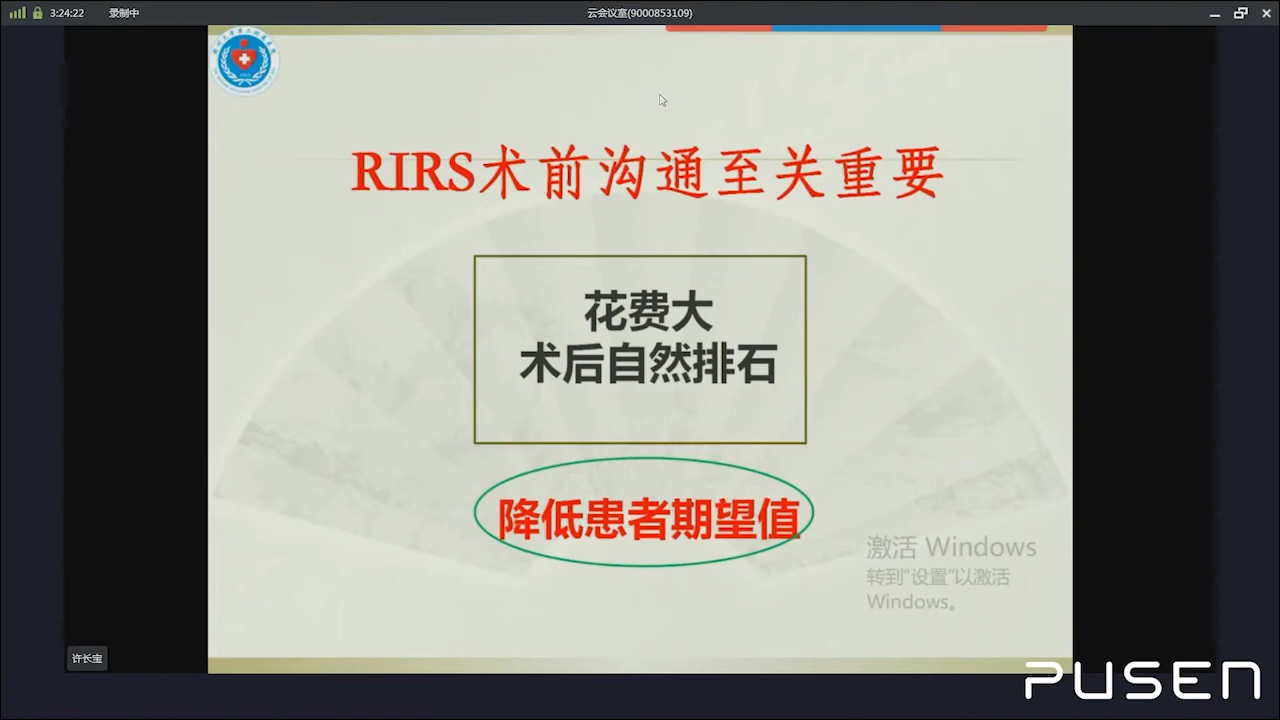 3:24:22
录制中
云会议室(9000853109)
RIRS术前沟通至关重要
花费大
术后自然排石
降低患者期望值
激活 Windows
转到“设置”以激活
Windows。
许长宝
PUSEN